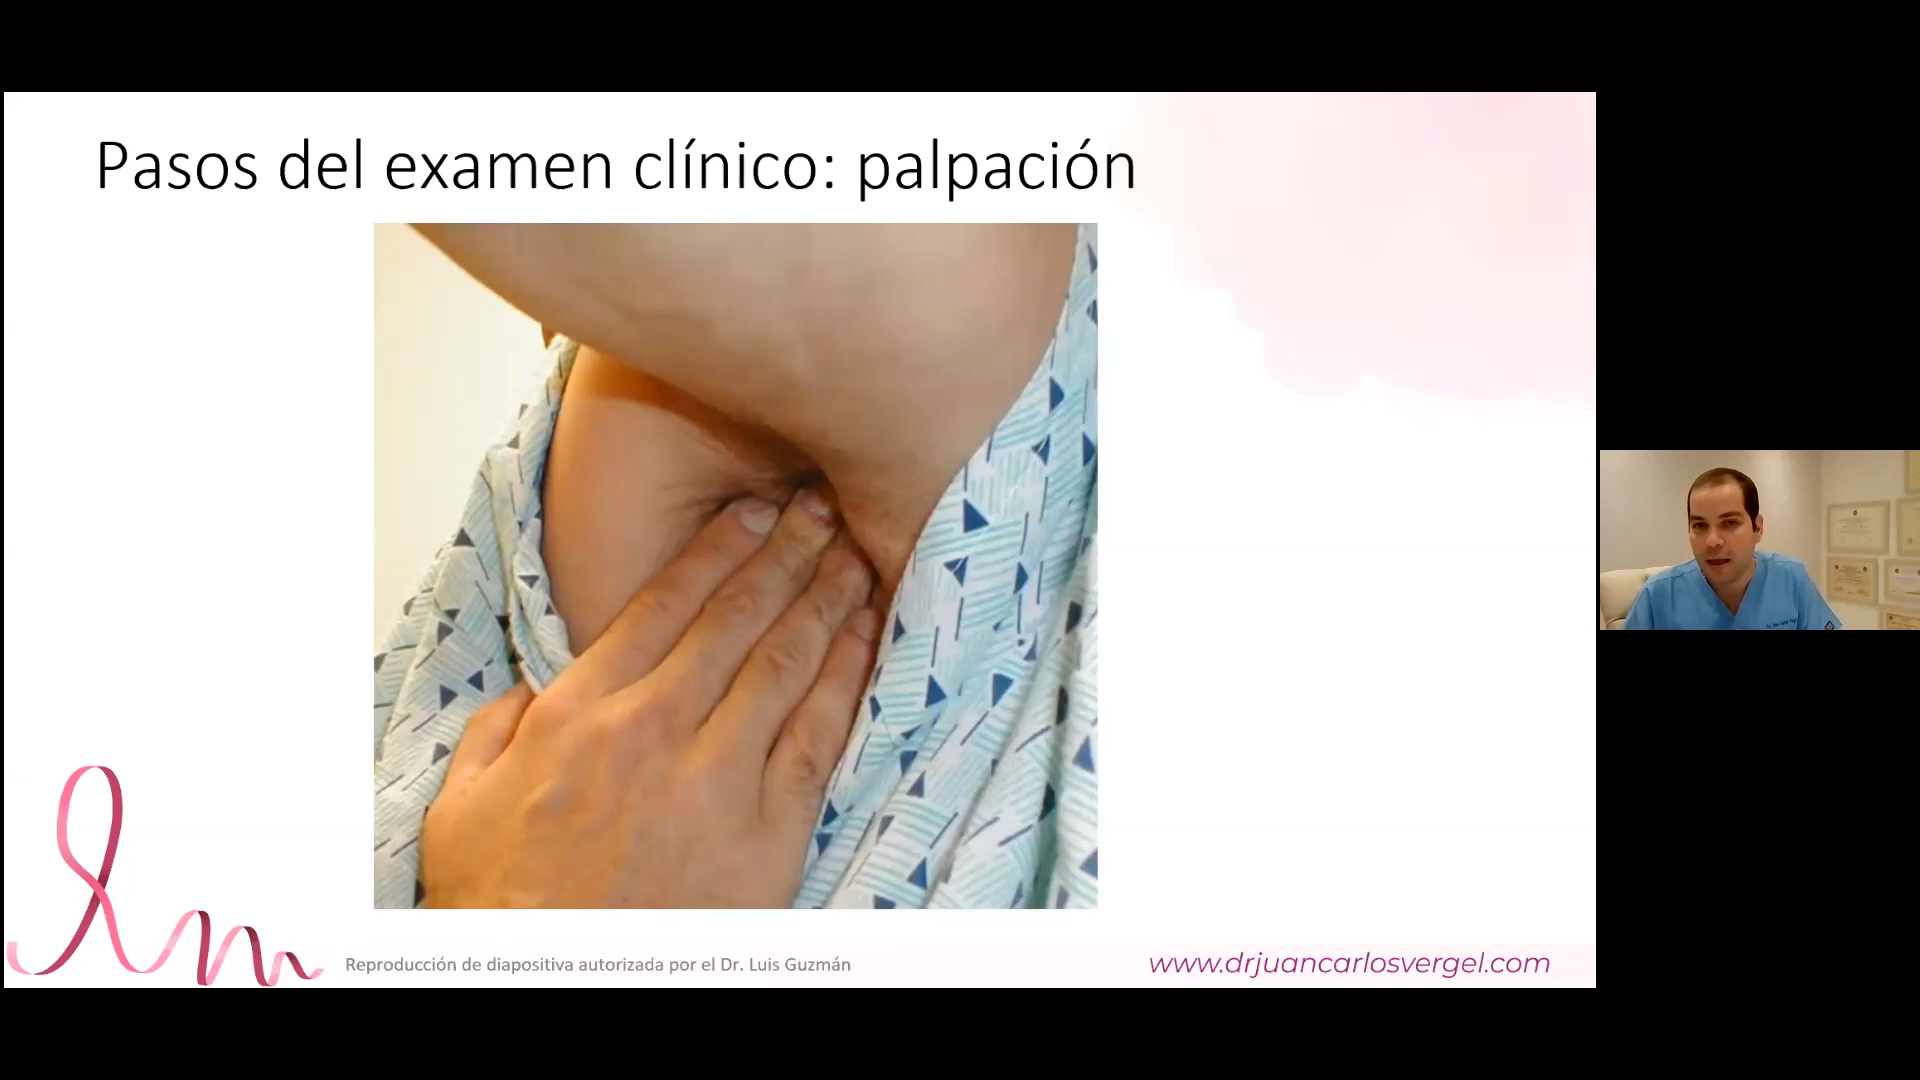 Pasos del examen clínico: palpación
Reproducción de diapositiva autorizada por el Dr. Luis Guzmán
www.drjuancarlosvergel.com